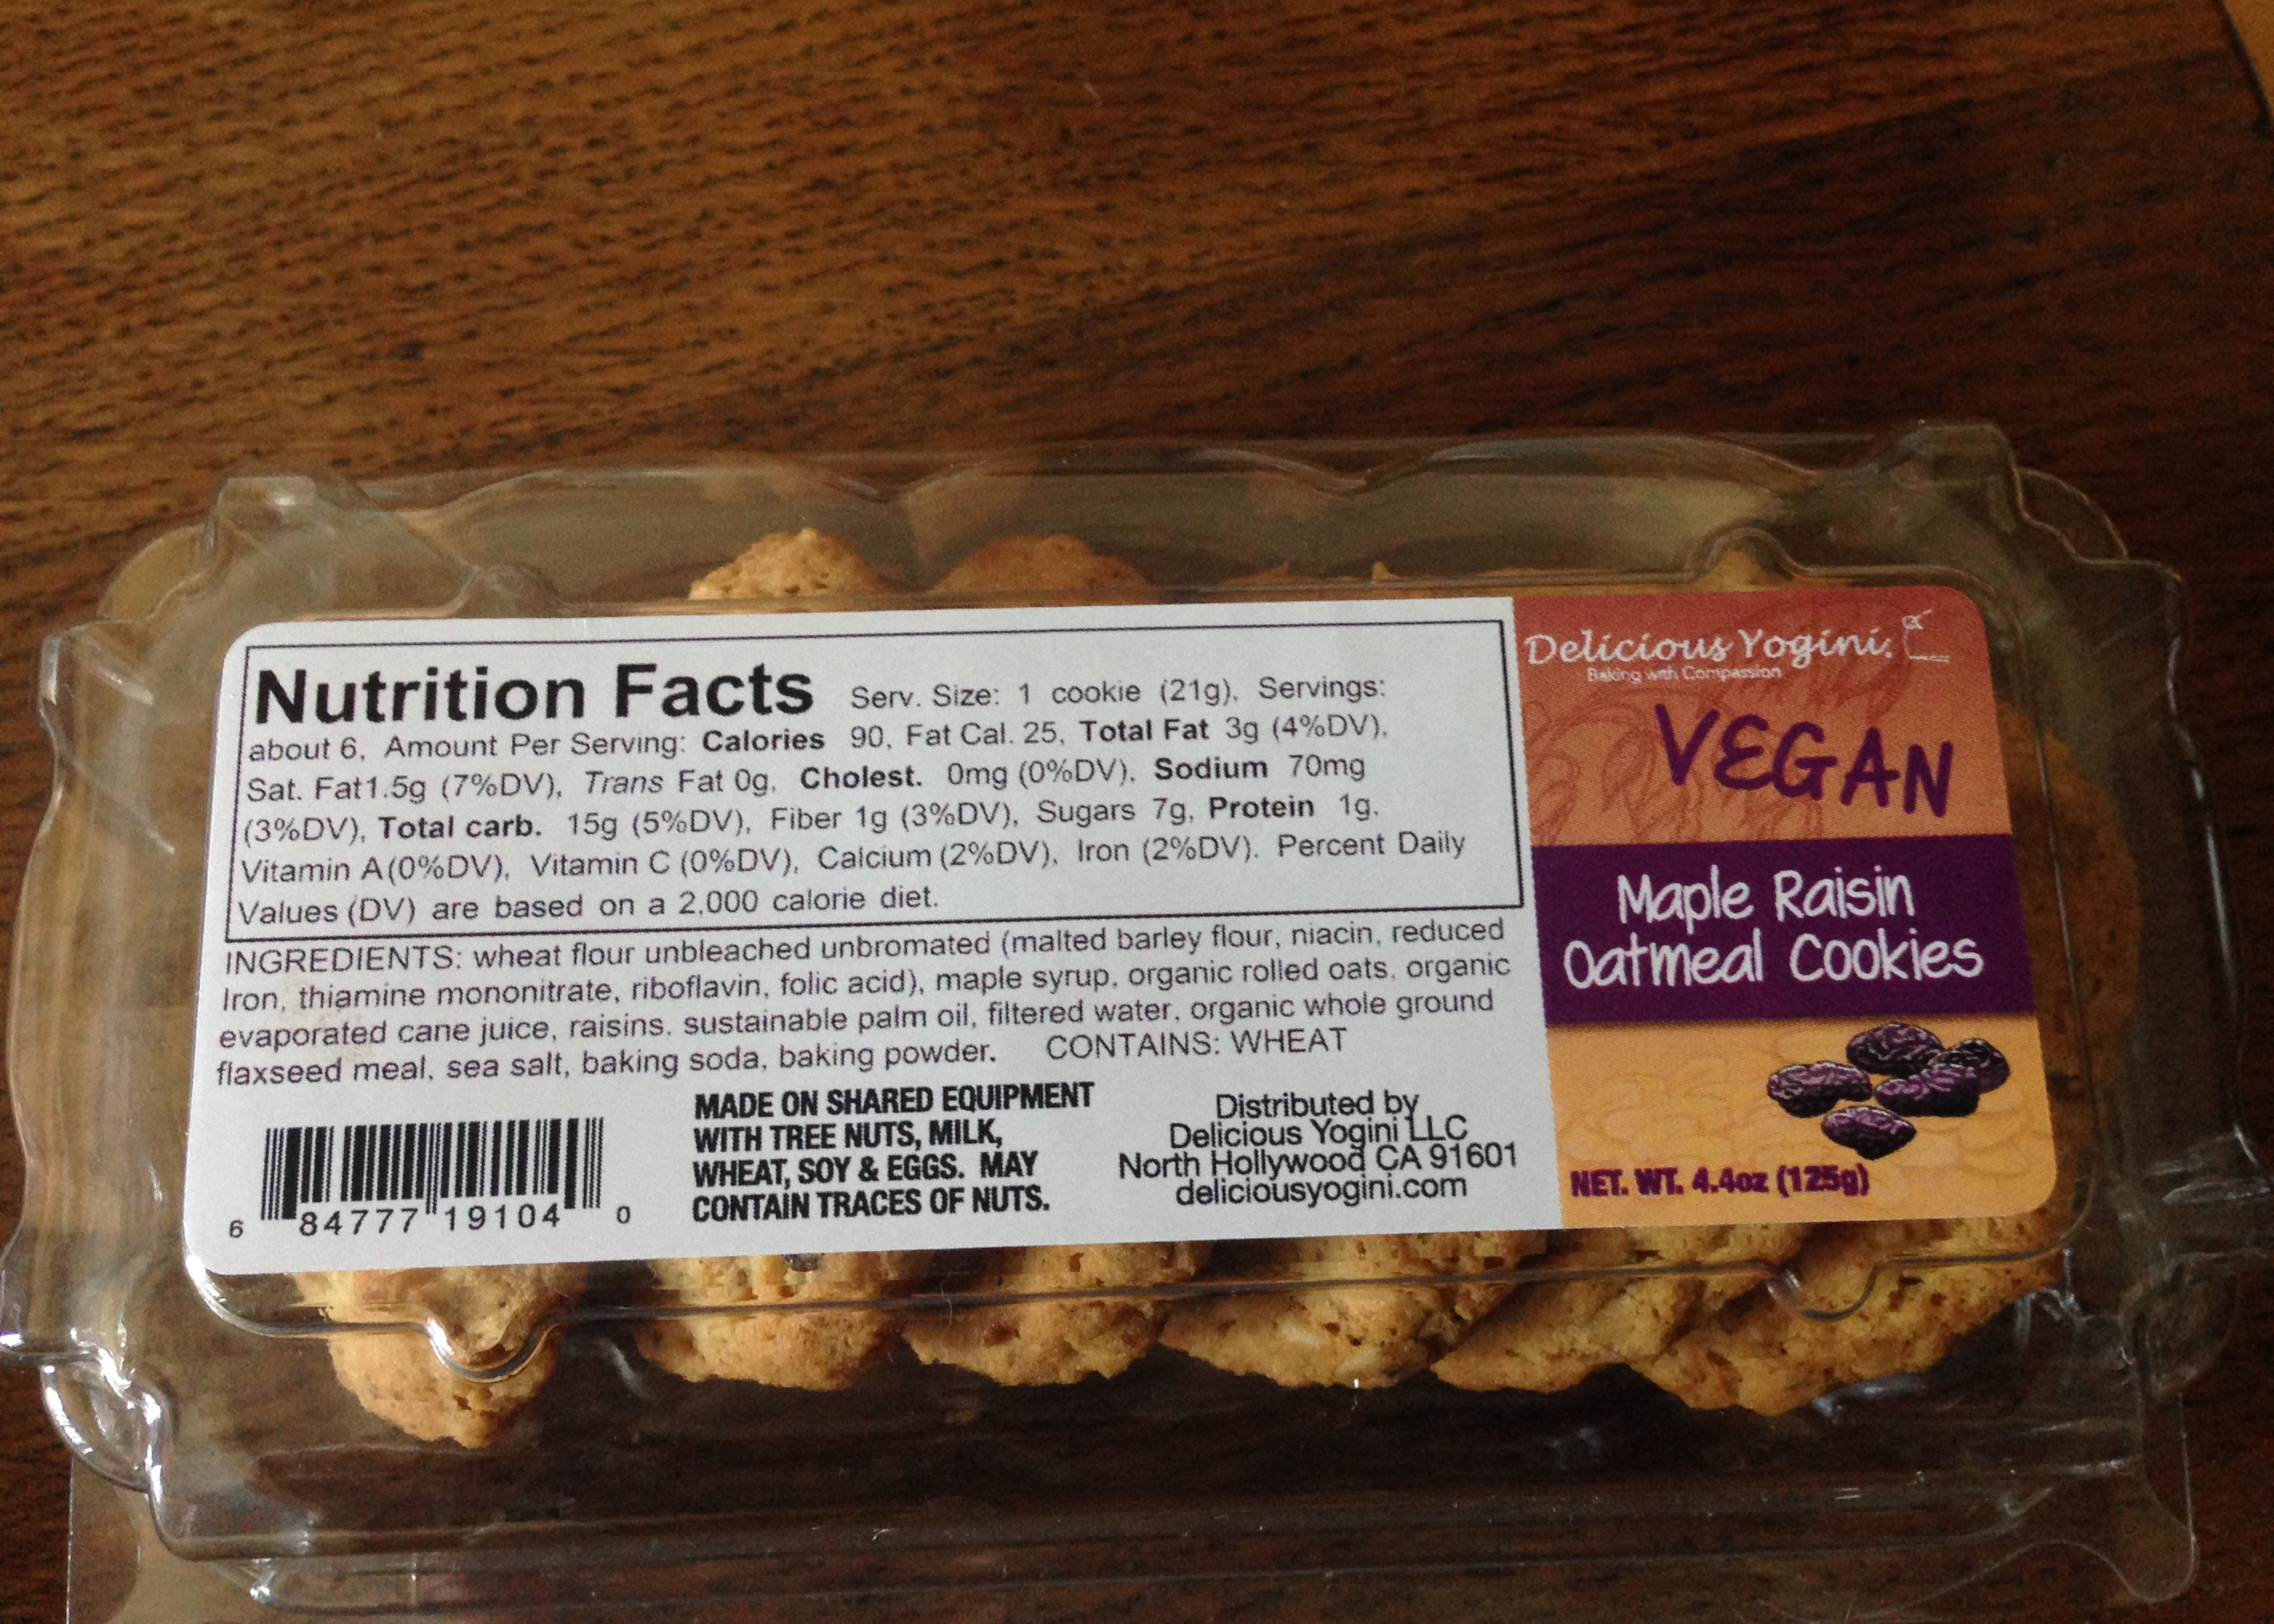 Nutrition Facts Serv. Size: 1 cookie (21g), Servings:
about 6, Amount Per Serving: Calories 90, Fat Cal. 25, Total Fat 3g (4%DV),
Sat. Fat1.5g (7%DV), Trans Fat 0g, Cholest. 0mg (0%DV), Sodium 70mg
(3%DV), Total carb. 15g (5%DV), Fiber 1g (3%DV), Sugars 7g, Protein 1g,
Vitamin A(0%DV), Vitamin C (0%DV), Calcium (2%DV), Iron (2%DV). Percent Daily
Values (DV) are based on a 2,000 calorie diet.
INGREDIENTS: wheat flour unbleached unbromated (malted barley flour, niacin, reduced
Iron, thiamine mononitrate, riboflavin, folic acid), maple syrup, organic rolled oats, organic
evaporated cane juice, raisins, sustainable palm oil, filtered water, organic whole ground
flaxseed meal, sea salt, baking soda, baking powder. CONTAINS: WHEAT
MADE ON SHARED EQUIPMENT
WITH TREE NUTS, MILK,
WHEAT, SOY & EGGS. MAY
CONTAIN TRACES OF NUTS.
6 84777 19104 0
Distributed by
Delicious Yogini LLC
North Hollywood CA 91601
deliciousyogini.com
Delicious Yogini.
Baking with Compassion
VEGAN
Maple Raisin
Oatmeal Cookies
NET. WT. 4.4oz (125g)